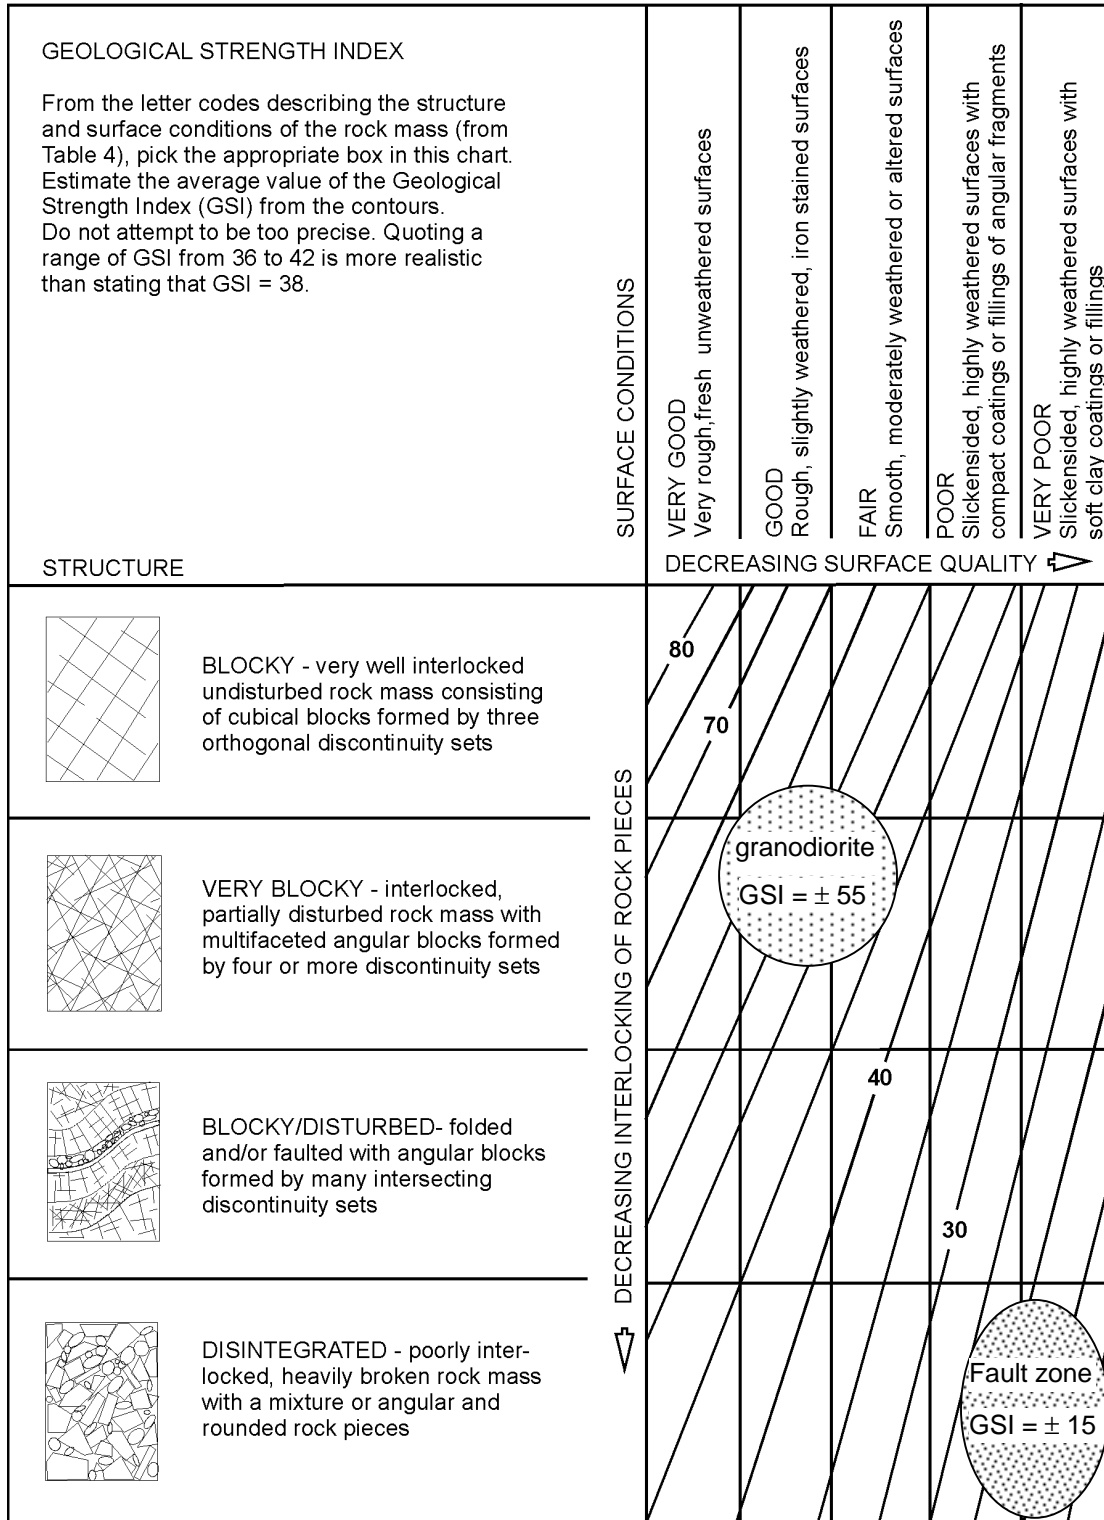 GEOLOGICAL STRENGTH INDEX
From the letter codes describing the structure
and surface conditions of the rock mass (from
Table 4), pick the appropriate box in this chart.
Estimate the average value of the Geological
Strength Index (GSI) from the contours.
Do not attempt to be too precise. Quoting a
range of GSI from 36 to 42 is more realistic
than stating that GSI = 38.
STRUCTURE
SURFACE CONDITIONS
VERY GOOD
Very rough,fresh unweathered surfaces
GOOD
Rough, slightly weathered, iron stained surfaces
FAIR
Smooth, moderately weathered or altered surfaces
POOR
Slickensided, highly weathered surfaces with
compact coatings or fillings of angular fragments
VERY POOR
Slickensided, highly weathered surfaces with
soft clay coatings or fillings
DECREASING SURFACE QUALITY
BLOCKY - very well interlocked
undisturbed rock mass consisting
of cubical blocks formed by three
orthogonal discontinuity sets
VERY BLOCKY - interlocked,
partially disturbed rock mass with
multifaceted angular blocks formed
by four or more discontinuity sets
BLOCKY/DISTURBED- folded
and/or faulted with angular blocks
formed by many intersecting
discontinuity sets
DISINTEGRATED - poorly inter-
locked, heavily broken rock mass
with a mixture or angular and
rounded rock pieces
DECREASING INTERLOCKING OF ROCK PIECES
80
70
granodiorite
GSI = ± 55
40
30
Fault zone
GSI = ± 15